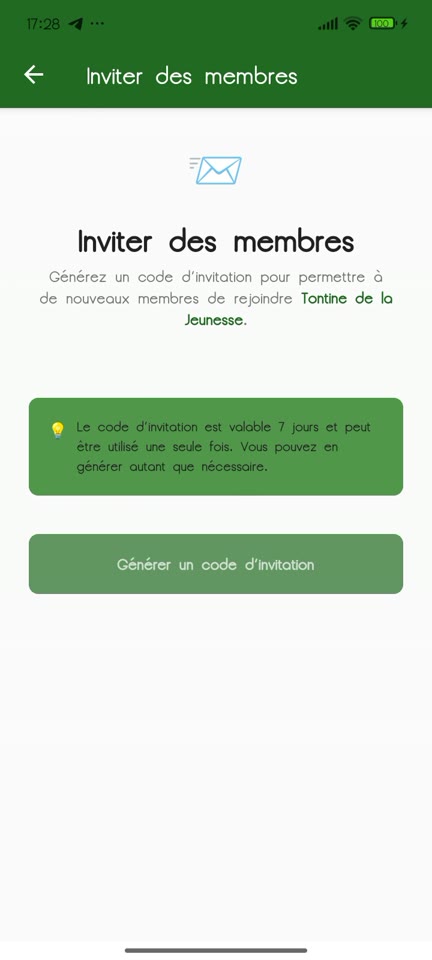 17:28
100
Inviter des membres
Inviter des membres
Générez un code d'invitation pour permettre à
de nouveaux membres de rejoindre Tontine de la
Jeunesse.
Le code d'invitation est valable 7 jours et peut
être utilisé une seule fois. Vous pouvez en
générer autant que nécessaire.
Générer un code d'invitation